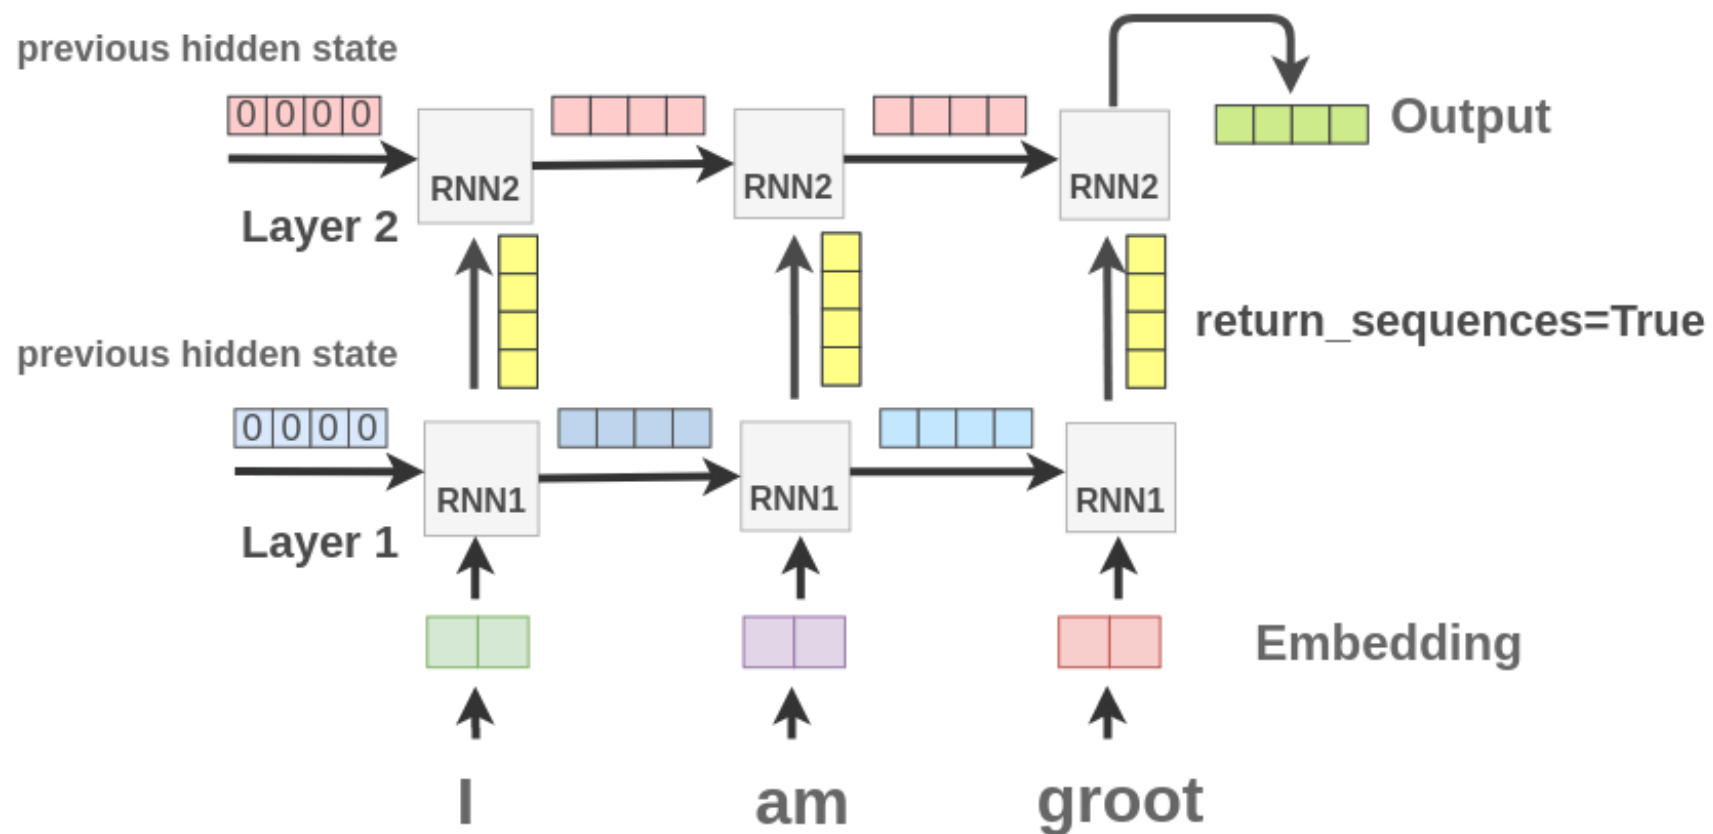 previous hidden state
0 0 0 0
Output
RNN2 RNN2 RNN2
Layer 2
return_sequences=True
previous hidden state
0 0 0 0
RNN1 RNN1 RNN1
Layer 1
Embedding
I am groot